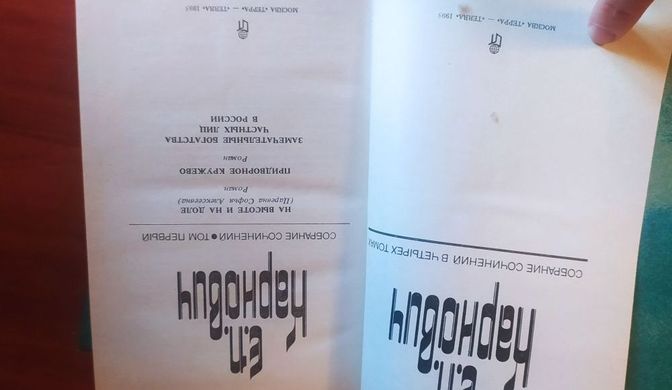 Е.П.
Карнович
СОБРАНИЕ СОЧИНЕНИЙ В ЧЕТЫРЕХ ТОМАХ
МОСКВА «ТЕРРА» — «TERRA» 1995
Е.П.
Карнович
СОБРАНИЕ СОЧИНЕНИЙ • ТОМ ПЕРВЫЙ
НА ВЫСОТЕ И НА ДОЛЕ
(Царевна Софья Алексеевна)
Роман
ПРИДВОРНОЕ КРУЖЕВО
Роман
ЗАМЕЧАТЕЛЬНЫЕ БОГАТСТВА
ЧАСТНЫХ ЛИЦ
В РОССИИ
МОСКВА «ТЕРРА» — «TERRA» 1995